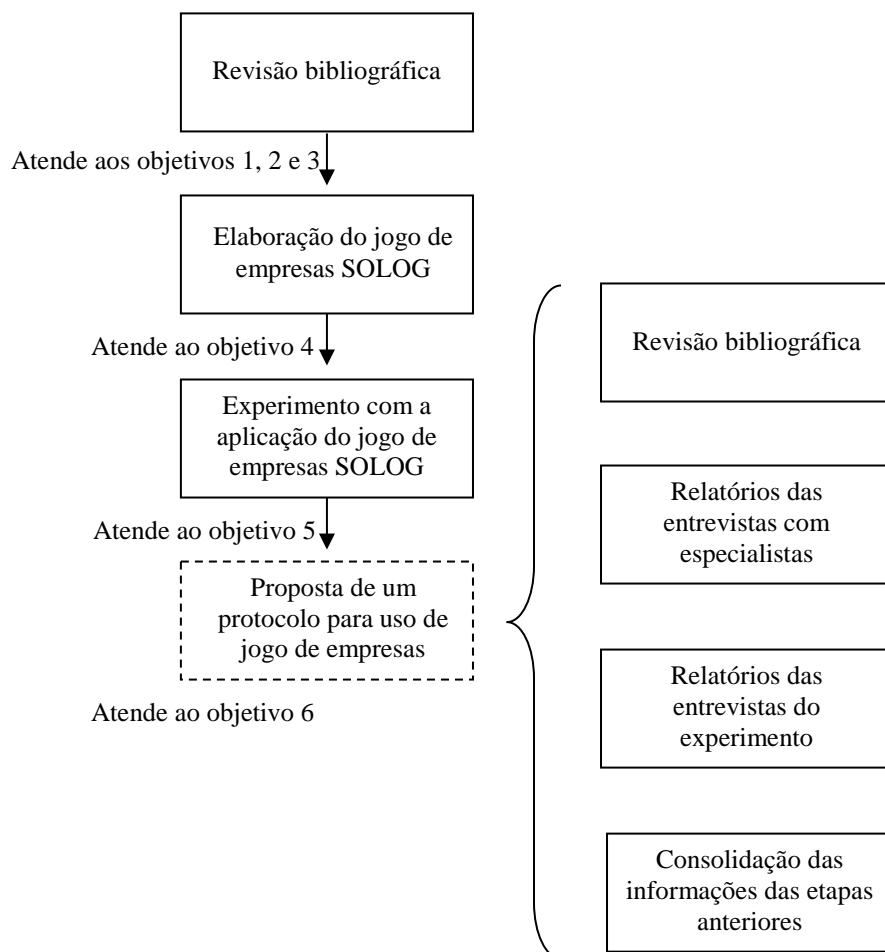 Revisão bibliográfica
Atende aos objetivos 1, 2 e 3
Elaboração do jogo de
empresas SOLOG
Atende ao objetivo 4
Experimento com a
aplicação do jogo de
empresas SOLOG
Atende ao objetivo 5
Proposta de um
protocolo para uso de
jogo de empresas
Atende ao objetivo 6
Revisão bibliográfica
Relatórios das
entrevistas com
especialistas
Relatórios das
entrevistas do
experimento
Consolidação das
informações das etapas
anteriores